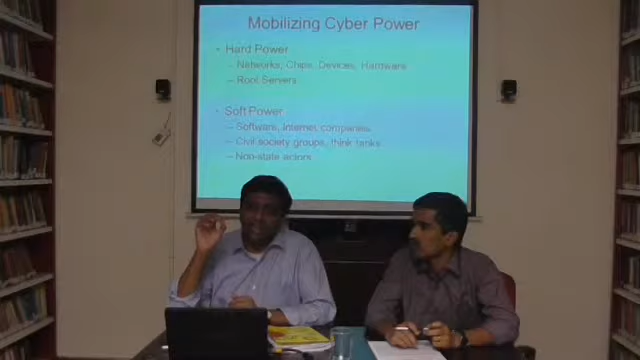 Mobilizing Cyber Power
• Hard Power
– Networks, Chips, Devices, Hardware
– Root Servers
• Soft Power
– Software, Internet companies
– Civil society groups, think tanks
– Non-state actors